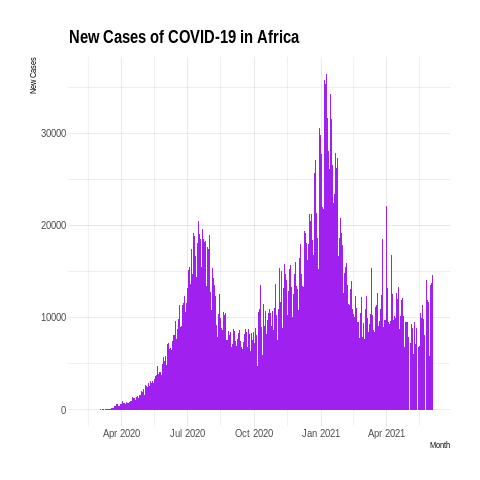 New Cases of COVID-19 in Africa
New Cases
30000
20000
10000
0
Apr 2020 Jul 2020 Oct 2020 Jan 2021 Apr 2021
Month